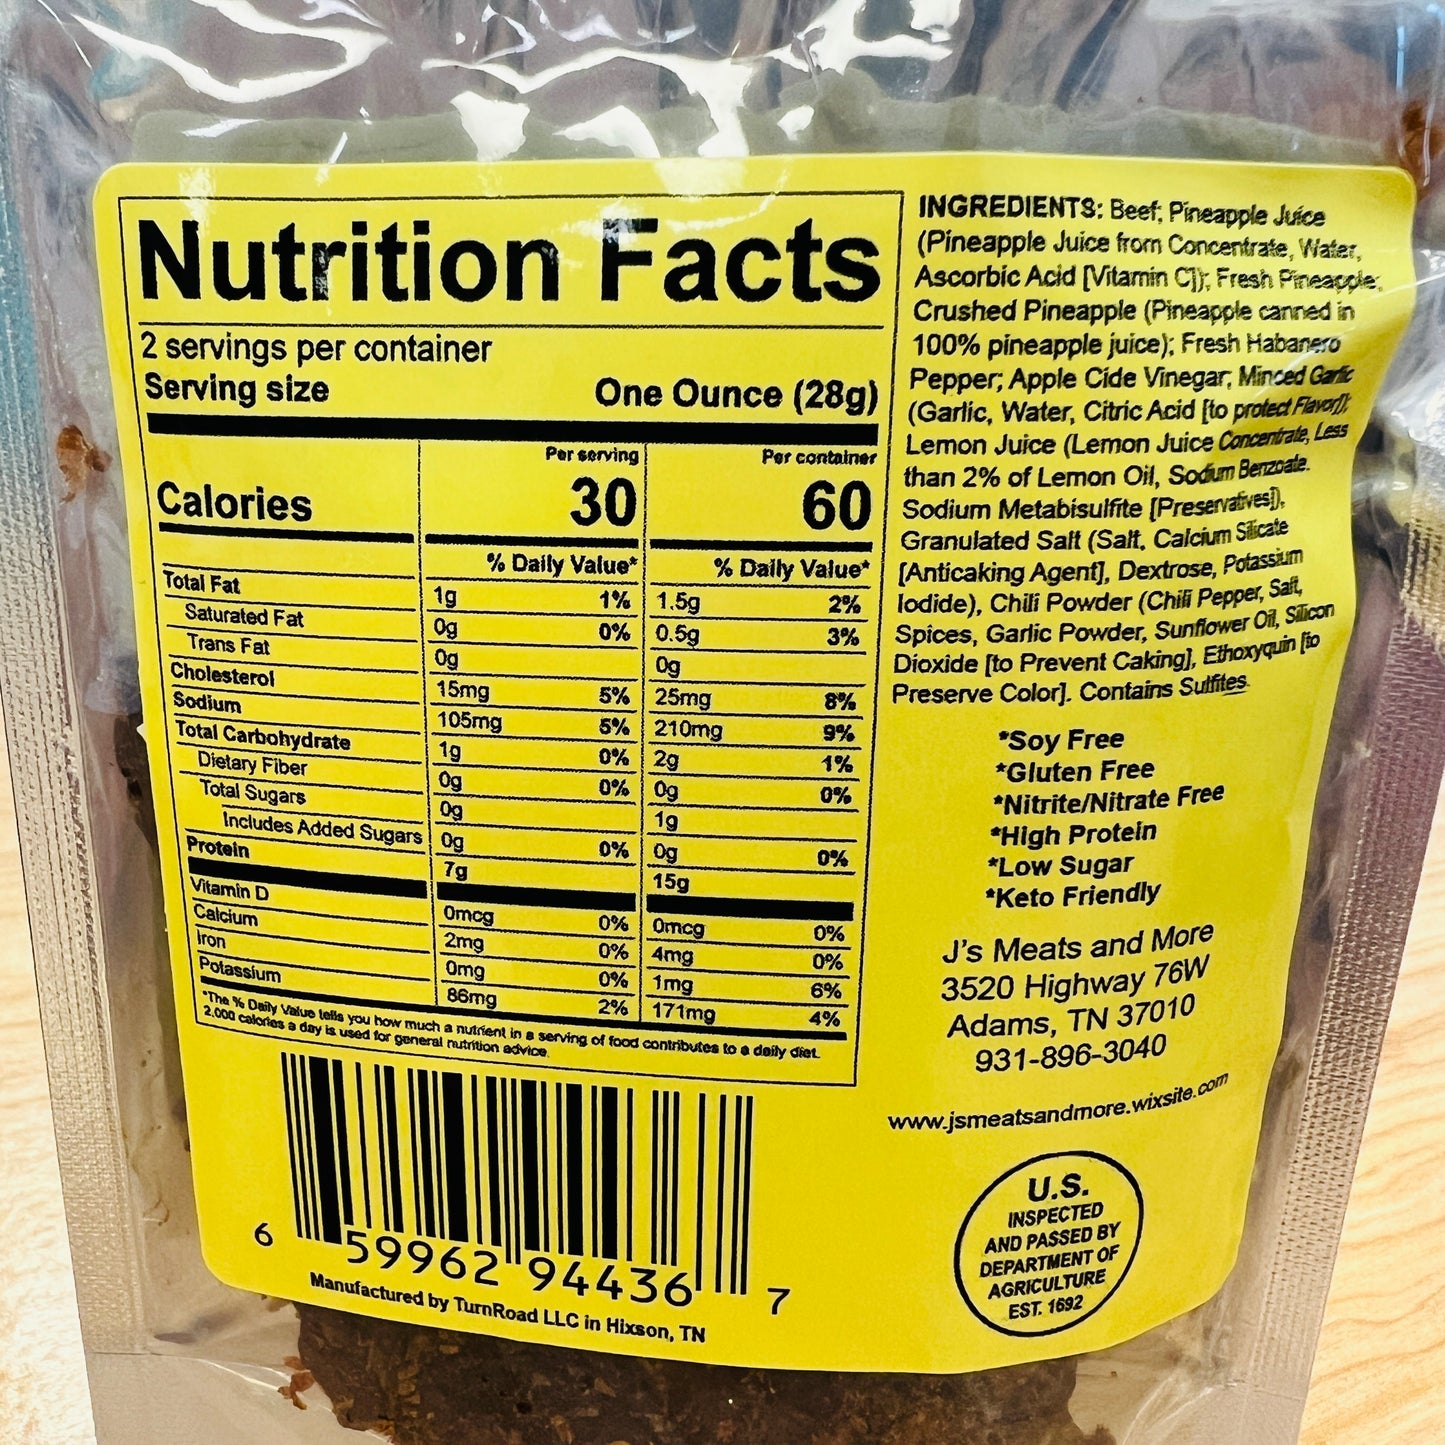 Nutrition Facts
2 servings per container
Serving size One Ounce (28g)
Per serving Per container
Calories 30 60
% Daily Value* % Daily Value*
Total Fat 1g 1% 1.5g 2%
Saturated Fat 0g 0% 0.5g 3%
Trans Fat 0g 0g
Cholesterol 15mg 5% 25mg 8%
Sodium 105mg 5% 210mg 9%
Total Carbohydrate 1g 0% 2g 1%
Dietary Fiber 0g 0% 0g 0%
Total Sugars 0g 1g
Includes Added Sugars 0g 0% 0g 0%
Protein 7g 15g
Vitamin D 0mcg 0% 0mcg 0%
Calcium 2mg 0% 4mg 0%
Iron 0mg 0% 1mg 6%
Potassium 86mg 2% 171mg 4%
*The % Daily Value tells you how much a nutrient in a serving of food contributes to a daily diet.
2,000 calories a day is used for general nutrition advice.
6 59962 94436 7
Manufactured by TurnRoad LLC in Hixson, TN
INGREDIENTS: Beef; Pineapple Juice
(Pineapple Juice from Concentrate, Water,
Ascorbic Acid [Vitamin C]); Fresh Pineapple;
Crushed Pineapple (Pineapple canned in
100% pineapple juice); Fresh Habanero
Pepper; Apple Cide Vinegar; Minced Garlic
(Garlic, Water, Citric Acid [to protect Flavor]);
Lemon Juice (Lemon Juice Concentrate, Less
than 2% of Lemon Oil, Sodium Benzoate.
Sodium Metabisulfite [Preservatives]),
Granulated Salt (Salt, Calcium Silicate
[Anticaking Agent], Dextrose, Potassium
Iodide), Chili Powder (Chili Pepper, Salt,
Spices, Garlic Powder, Sunflower Oil, Silicon
Dioxide [to Prevent Caking], Ethoxyquin [to
Preserve Color]. Contains Sulfites.
*Soy Free
*Gluten Free
*Nitrite/Nitrate Free
*High Protein
*Low Sugar
*Keto Friendly
J's Meats and More
3520 Highway 76W
Adams, TN 37010
931-896-3040
www.jsmeatsandmore.wixsite.com
U.S.
INSPECTED
AND PASSED BY
DEPARTMENT OF
AGRICULTURE
EST. 1692